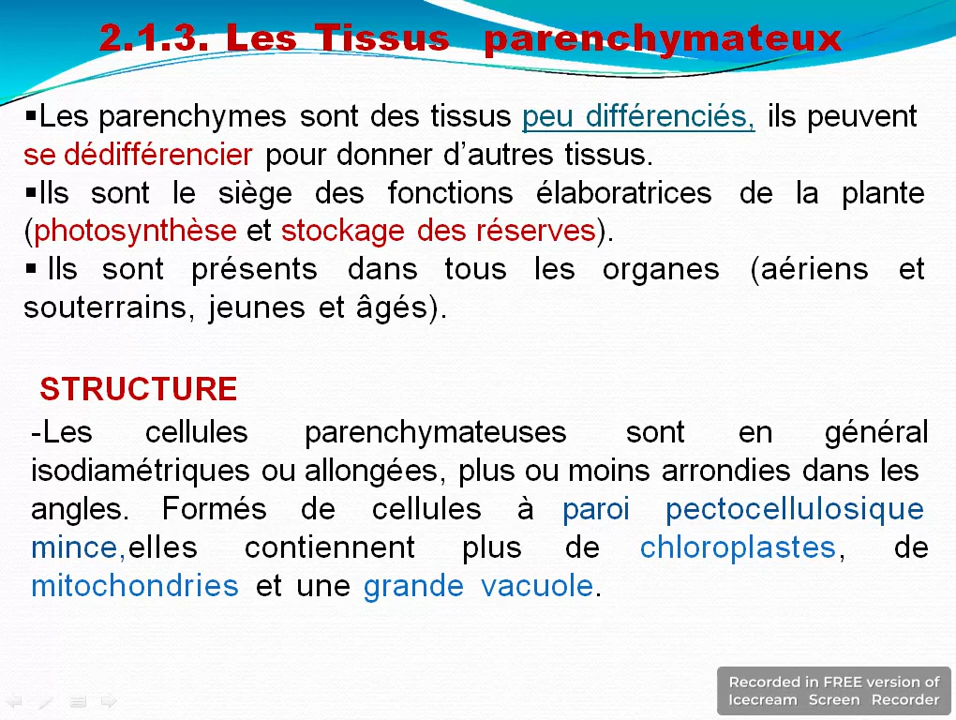 2.1.3. Les Tissus parenchymateux
▪Les parenchymes sont des tissus peu différenciés, ils peuvent
se dédifférencier pour donner d’autres tissus.
▪Ils sont le siège des fonctions élaboratrices de la plante
(photosynthèse et stockage des réserves).
▪ Ils sont présents dans tous les organes (aériens et
souterrains, jeunes et âgés).
STRUCTURE
-Les cellules parenchymateuses sont en général
isodiamétriques ou allongées, plus ou moins arrondies dans les
angles. Formés de cellules à paroi pectocellulosique
mince,elles contiennent plus de chloroplastes, de
mitochondries et une grande vacuole.
Recorded in FREE version of
Icecream Screen Recorder